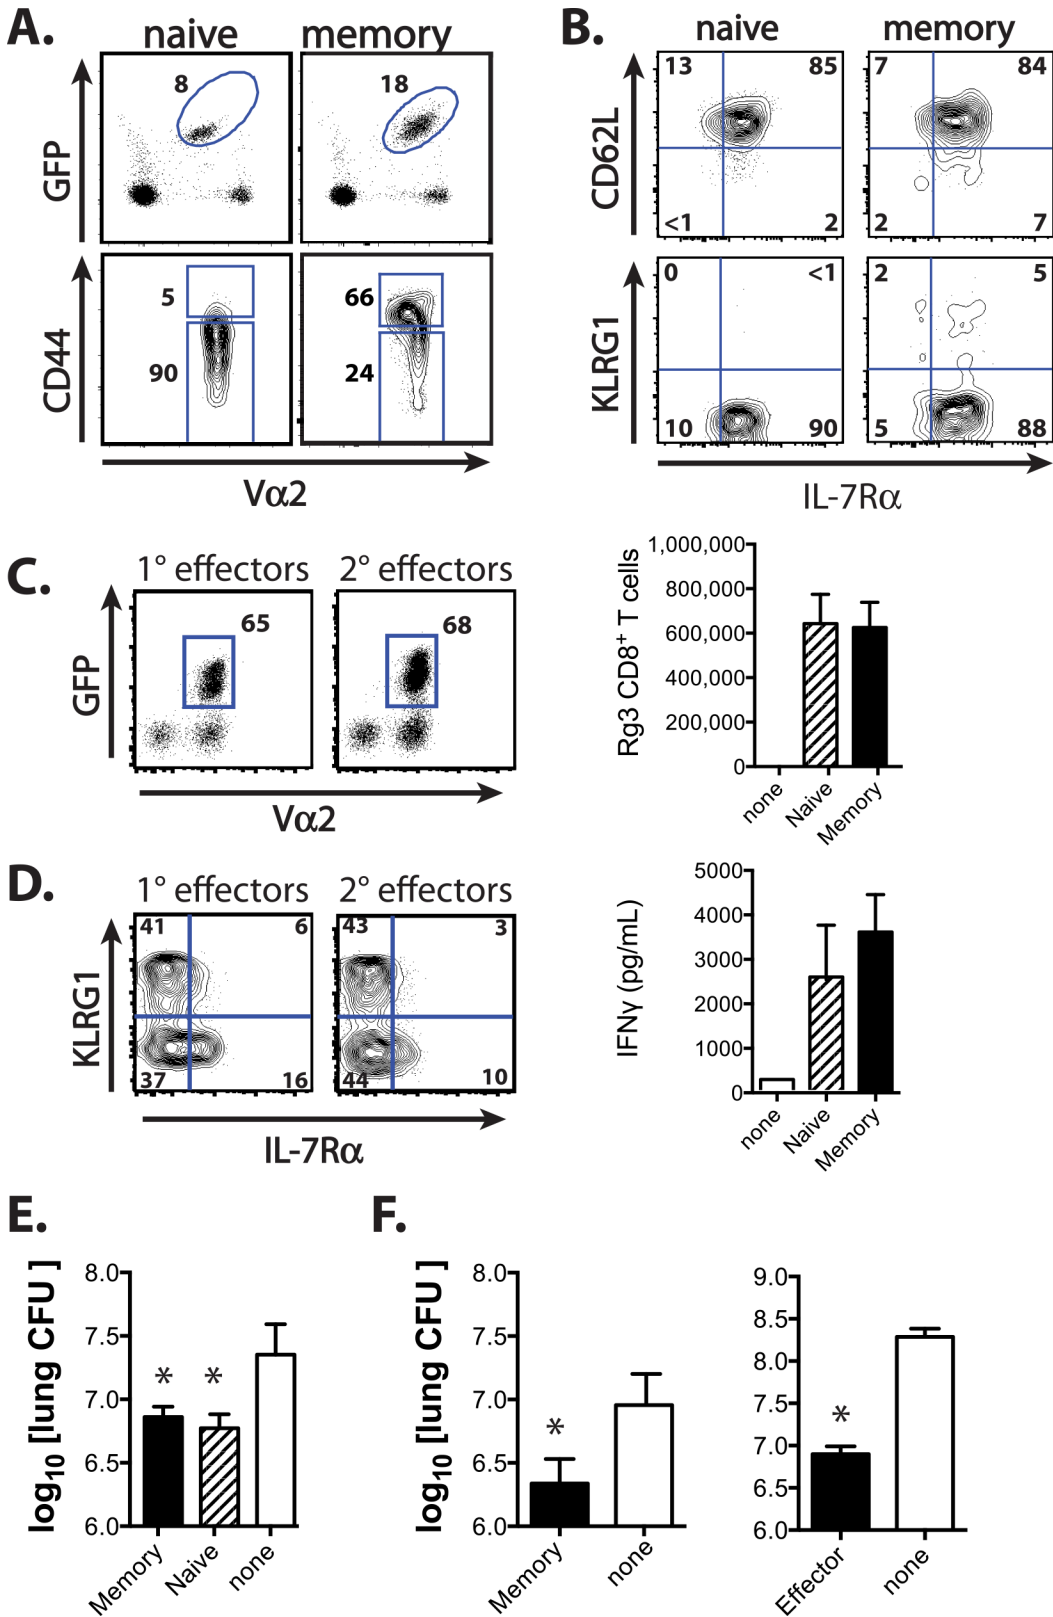 A.
naive
memory
GFP
8
18
CD44
5
90
66
24
Vα2
B.
naive
memory
CD62L
13
85
<1
2
7
84
2
7
KLRG1
0
<1
10
90
2
5
5
88
IL-7Rα
C.
1° effectors
2° effectors
GFP
65
68
Vα2
Rg3 CD8+ T cells
1,000,000
800,000
600,000
400,000
200,000
0
none
Naive
Memory
D.
1° effectors
2° effectors
KLRG1
41
6
37
16
43
3
44
10
IL-7Rα
IFNγ (pg/mL)
5000
4000
3000
2000
1000
0
none
Naive
Memory
E.
log10 [lung CFU ]
8.0
7.5
7.0
6.5
6.0
*
*
Memory
Naive
none
F.
log10 [lung CFU ]
8.0
7.5
7.0
6.5
6.0
*
Memory
none
9.0
8.5
8.0
7.5
7.0
6.5
6.0
*
Effector
none